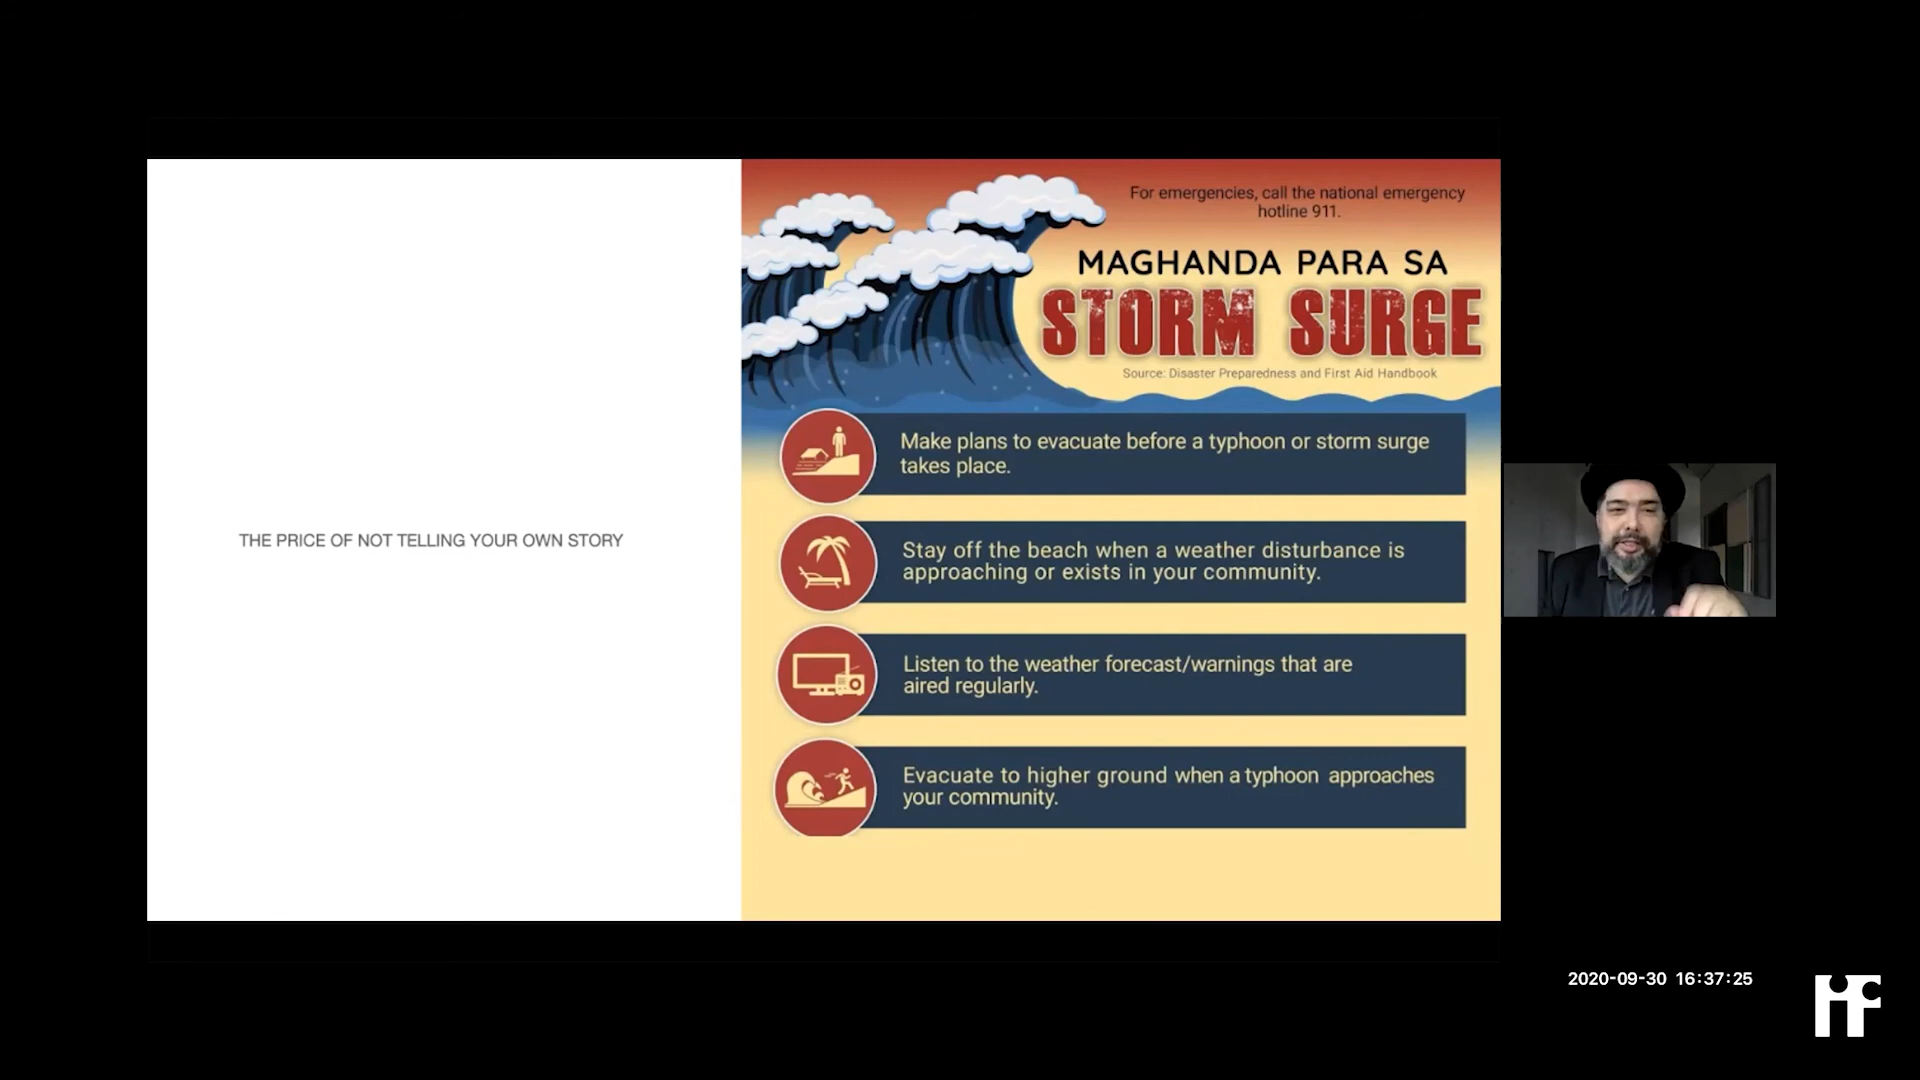 THE PRICE OF NOT TELLING YOUR OWN STORY
For emergencies, call the national emergency
hotline 911.
MAGHANDA PARA SA
STORM SURGE
Source: Disaster Preparedness and First Aid Handbook
Make plans to evacuate before a typhoon or storm surge
takes place.
Stay off the beach when a weather disturbance is
approaching or exists in your community.
Listen to the weather forecast/warnings that are
aired regularly.
Evacuate to higher ground when a typhoon approaches
your community.
2020-09-30 16:37:25